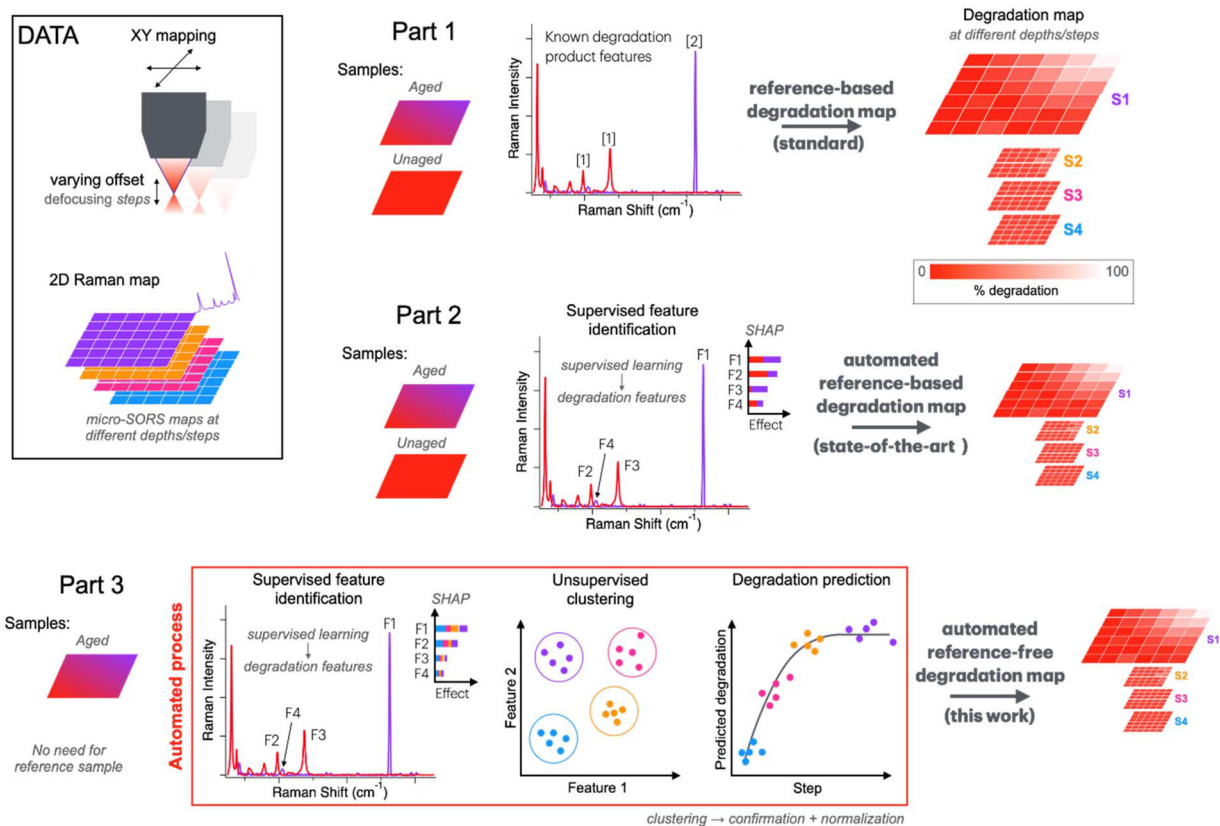 DATA
XY mapping
varying offset
defocusing steps
2D Raman map
micro-SORS maps at
different depths/steps
Part 1
Samples:
Aged
Unaged
Known degradation
product features
[2]
[1]
[1]
Raman Intensity
Raman Shift (cm⁻¹)
reference-based
degradation map
(standard)
Degradation map
at different depths/steps
S1
S2
S3
S4
0
100
% degradation
Part 2
Samples:
Aged
Unaged
Supervised feature
identification
supervised learning
degradation features
F1
F4
F2
F3
Raman Intensity
Raman Shift (cm⁻¹)
SHAP
F1
F2
F3
F4
Effect
automated
reference-based
degradation map
(state-of-the-art )
S1
S2
S3
S4
Part 3
Samples:
Aged
No need for
reference sample
Automated process
Supervised feature
identification
supervised learning
degradation features
F1
F4
F2
F3
Raman Intensity
Raman Shift (cm⁻¹)
SHAP
F1
F2
F3
F4
Effect
Unsupervised
clustering
Feature 2
Feature 1
Degradation prediction
Predicted degradation
Step
clustering → confirmation + normalization
automated
reference-free
degradation map
(this work)
S1
S2
S3
S4